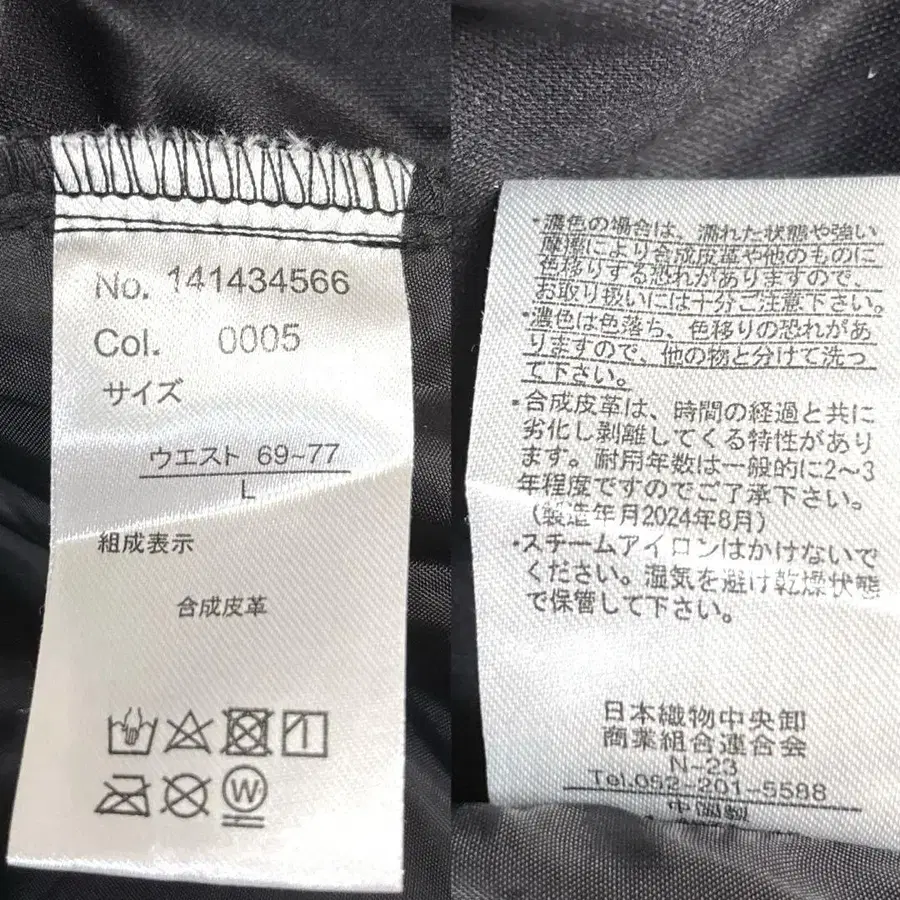 No. 141434566
Col. 0005
サイズ
ウエスト 69~77
L
組成表示
合成皮革
W
・濃色の場合は、濡れた状態や強い
摩擦により合成皮革や他のものに
色移りする恐れがありますので、
お取り扱いには十分ご注意下さい。
・濃色は色落ち、色移りの恐れがあ
りますので、他の物と分けて洗っ
て下さい。
・合成皮革は、時間の経過と共に
劣化し剥離してくる特性があり
ます。耐用年数は一般的に2~3
年程度ですのでご了承下さい。
(製造年月2024年8月)
・スチームアイロンはかけないで
ください。湿気を避け乾燥状態
で保管して下さい。
日本織物中央卸
商業組合連合会
N-23
Tel.052-201-5588
中国製